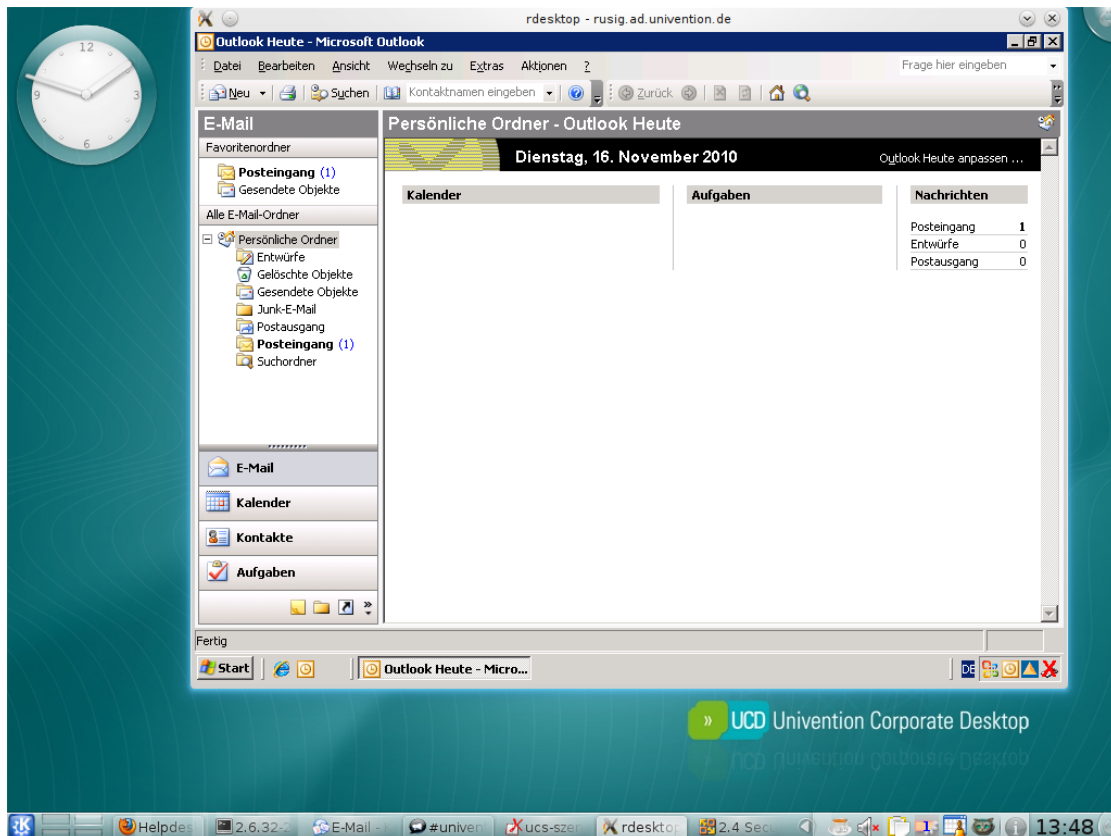 12
3
6
9
rdesktop - rusig.ad.univention.de
Outlook Heute - Microsoft Outlook
Datei Bearbeiten Ansicht Wechseln zu Extras Aktionen ? Frage hier eingeben
Neu Suchen Kontaktnamen eingeben Zurück
E-Mail
Favoritenordner
Posteingang (1)
Gesendete Objekte
Alle E-Mail-Ordner
Persönliche Ordner
Entwürfe
Gelöschte Objekte
Gesendete Objekte
Junk-E-Mail
Postausgang
Posteingang (1)
Suchordner
E-Mail
Kalender
Kontakte
Aufgaben
Persönliche Ordner - Outlook Heute
Dienstag, 16. November 2010 Outlook Heute anpassen ...
Kalender Aufgaben Nachrichten
Posteingang 1
Entwürfe 0
Postausgang 0
Fertig
Start Outlook Heute - Micro... DE
» UCD Univention Corporate Desktop
Helpdes 2.6.32-2 E-Mail - #univen ucs-szen rdesktop 2.4 Secu 13:48